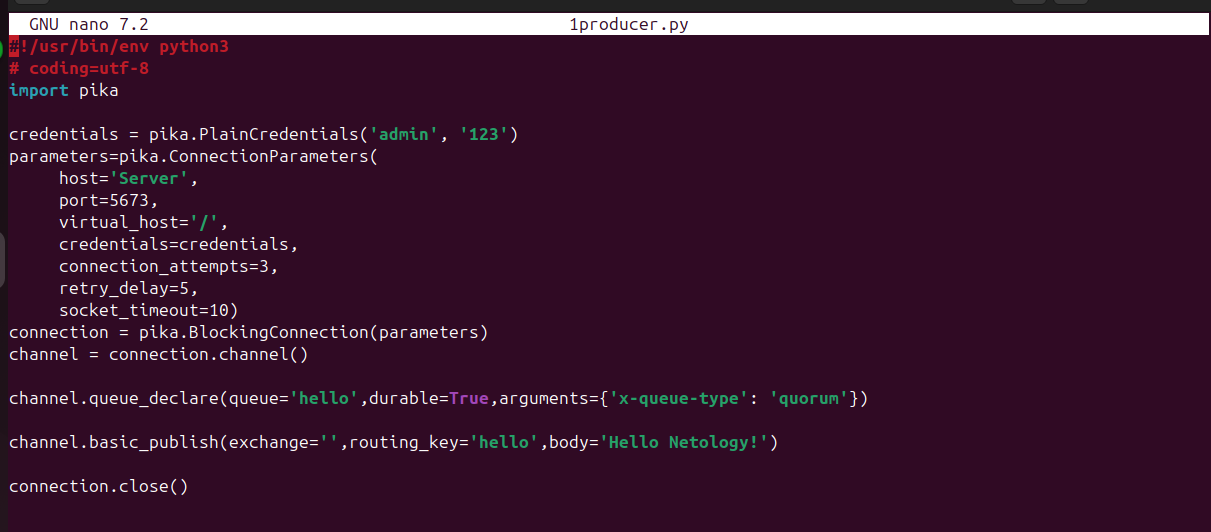 GNU nano 7.2 1producer.py
#!/usr/bin/env python3
# coding=utf-8
import pika
credentials = pika.PlainCredentials('admin', '123')
parameters=pika.ConnectionParameters(
host='Server',
port=5673,
virtual_host='/',
credentials=credentials,
connection_attempts=3,
retry_delay=5,
socket_timeout=10)
connection = pika.BlockingConnection(parameters)
channel = connection.channel()
channel.queue_declare(queue='hello',durable=True,arguments={'x-queue-type': 'quorum'})
channel.basic_publish(exchange='',routing_key='hello',body='Hello Netology!')
connection.close()